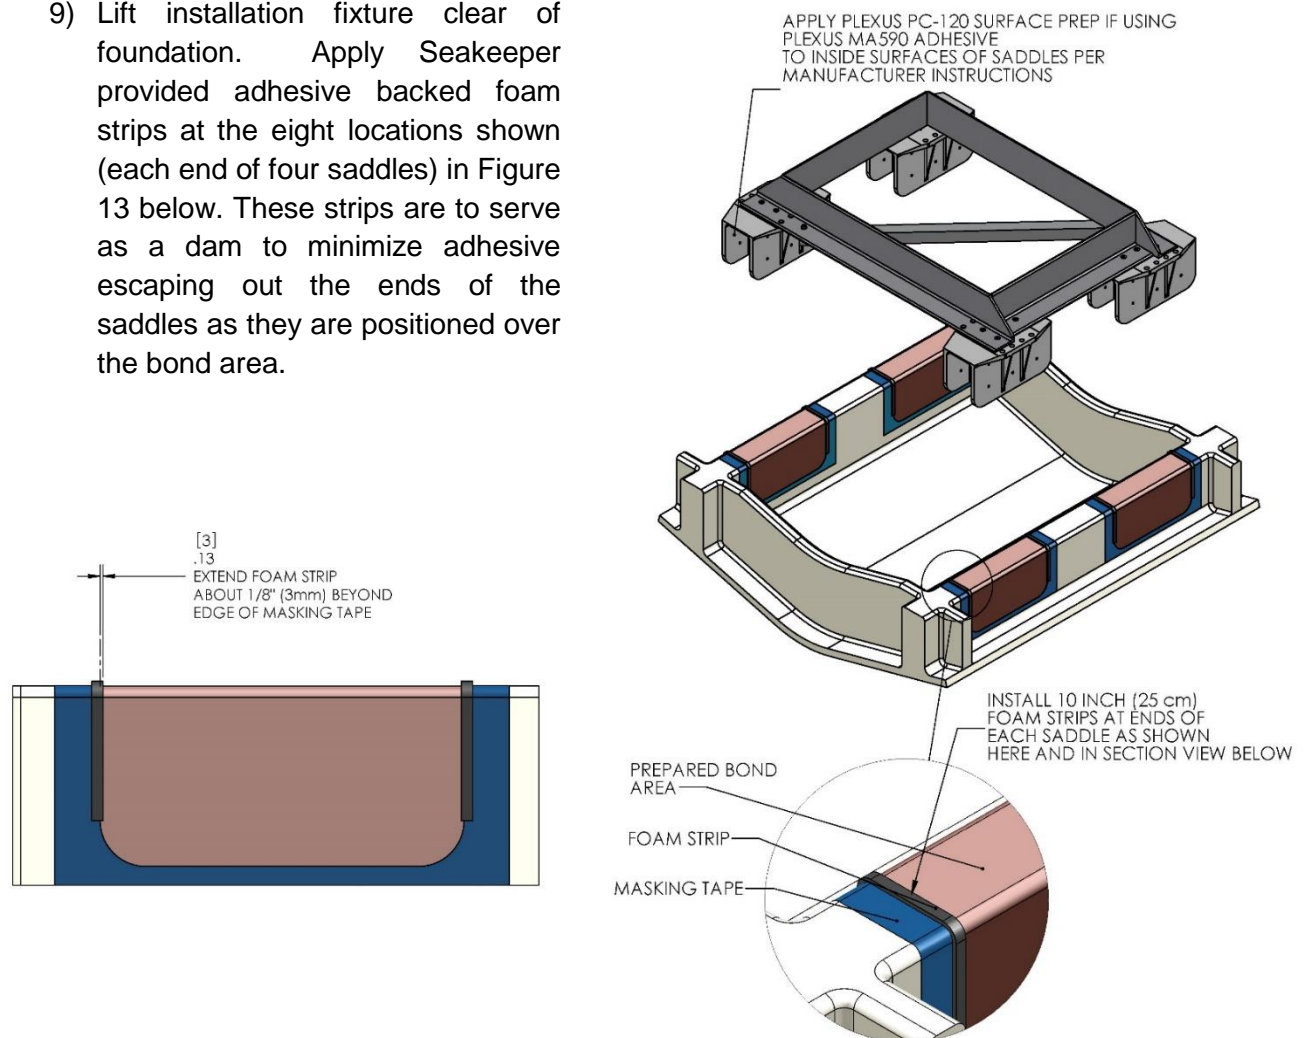 9) Lift installation fixture clear of
foundation. Apply Seakeeper
provided adhesive backed foam
strips at the eight locations shown
(each end of four saddles) in Figure
13 below. These strips are to serve
as a dam to minimize adhesive
escaping out the ends of the
saddles as they are positioned over
the bond area.
APPLY PLEXUS PC-120 SURFACE PREP IF USING
PLEXUS MA590 ADHESIVE
TO INSIDE SURFACES OF SADDLES PER
MANUFACTURER INSTRUCTIONS
[3]
.13
EXTEND FOAM STRIP
ABOUT 1/8" (3mm) BEYOND
EDGE OF MASKING TAPE
INSTALL 10 INCH (25 cm)
FOAM STRIPS AT ENDS OF
EACH SADDLE AS SHOWN
HERE AND IN SECTION VIEW BELOW
PREPARED BOND
AREA
FOAM STRIP
MASKING TAPE